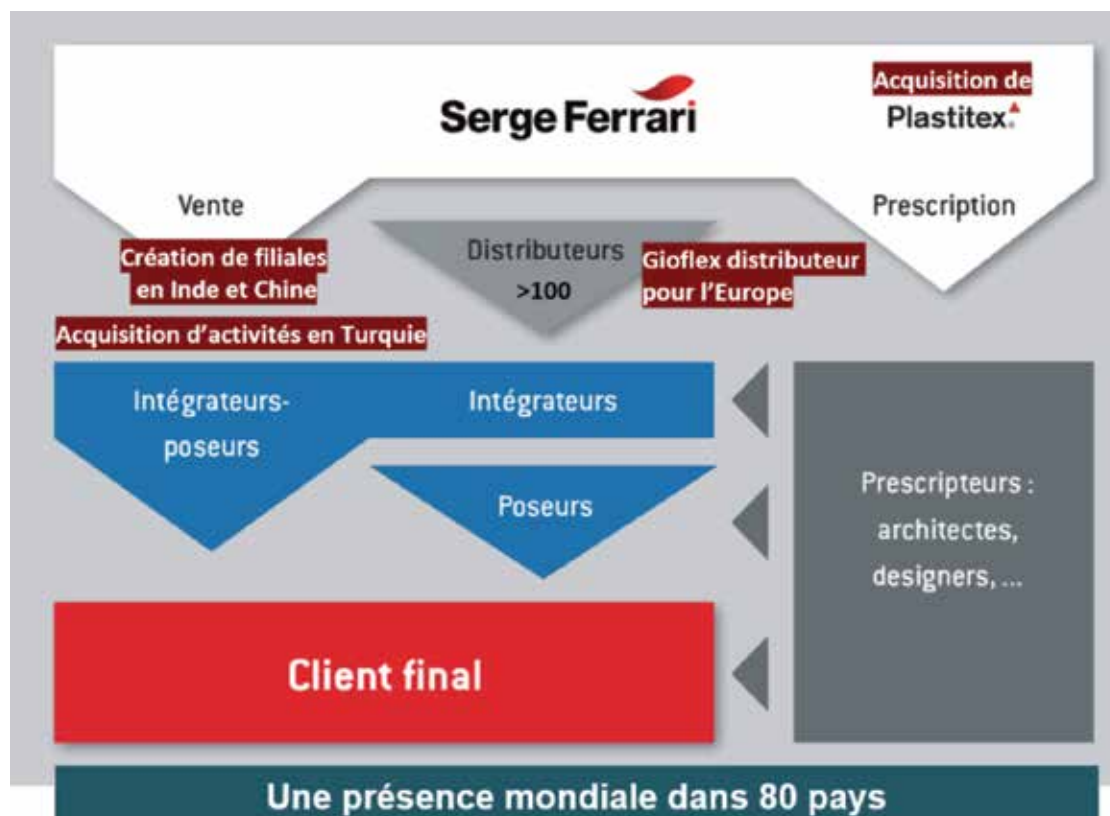 Serge Ferrari
Acquisition de
Plastitex
Vente
Prescription
Création de filiales
en Inde et Chine
Distributeurs
>100
Gioflex distributeur
pour l'Europe
Acquisition d'activités en Turquie
Intégrateurs-
poseurs
Intégrateurs
Poseurs
Prescripteurs :
architectes,
designers, ...
Client final
Une présence mondiale dans 80 pays